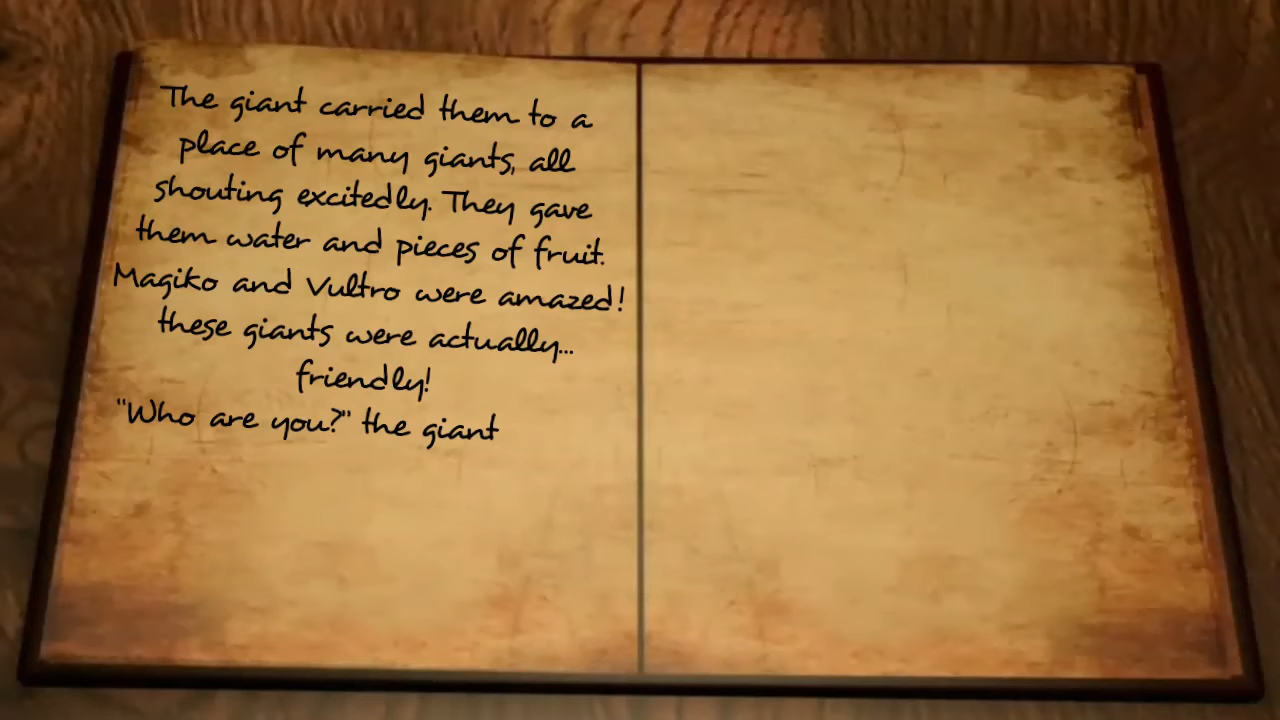 The giant carried them to a
place of many giants, all
shouting excitedly. They gave
them water and pieces of fruit.
Magiko and Vultro were amazed!
these giants were actually...
friendly!
"Who are you?" the giant